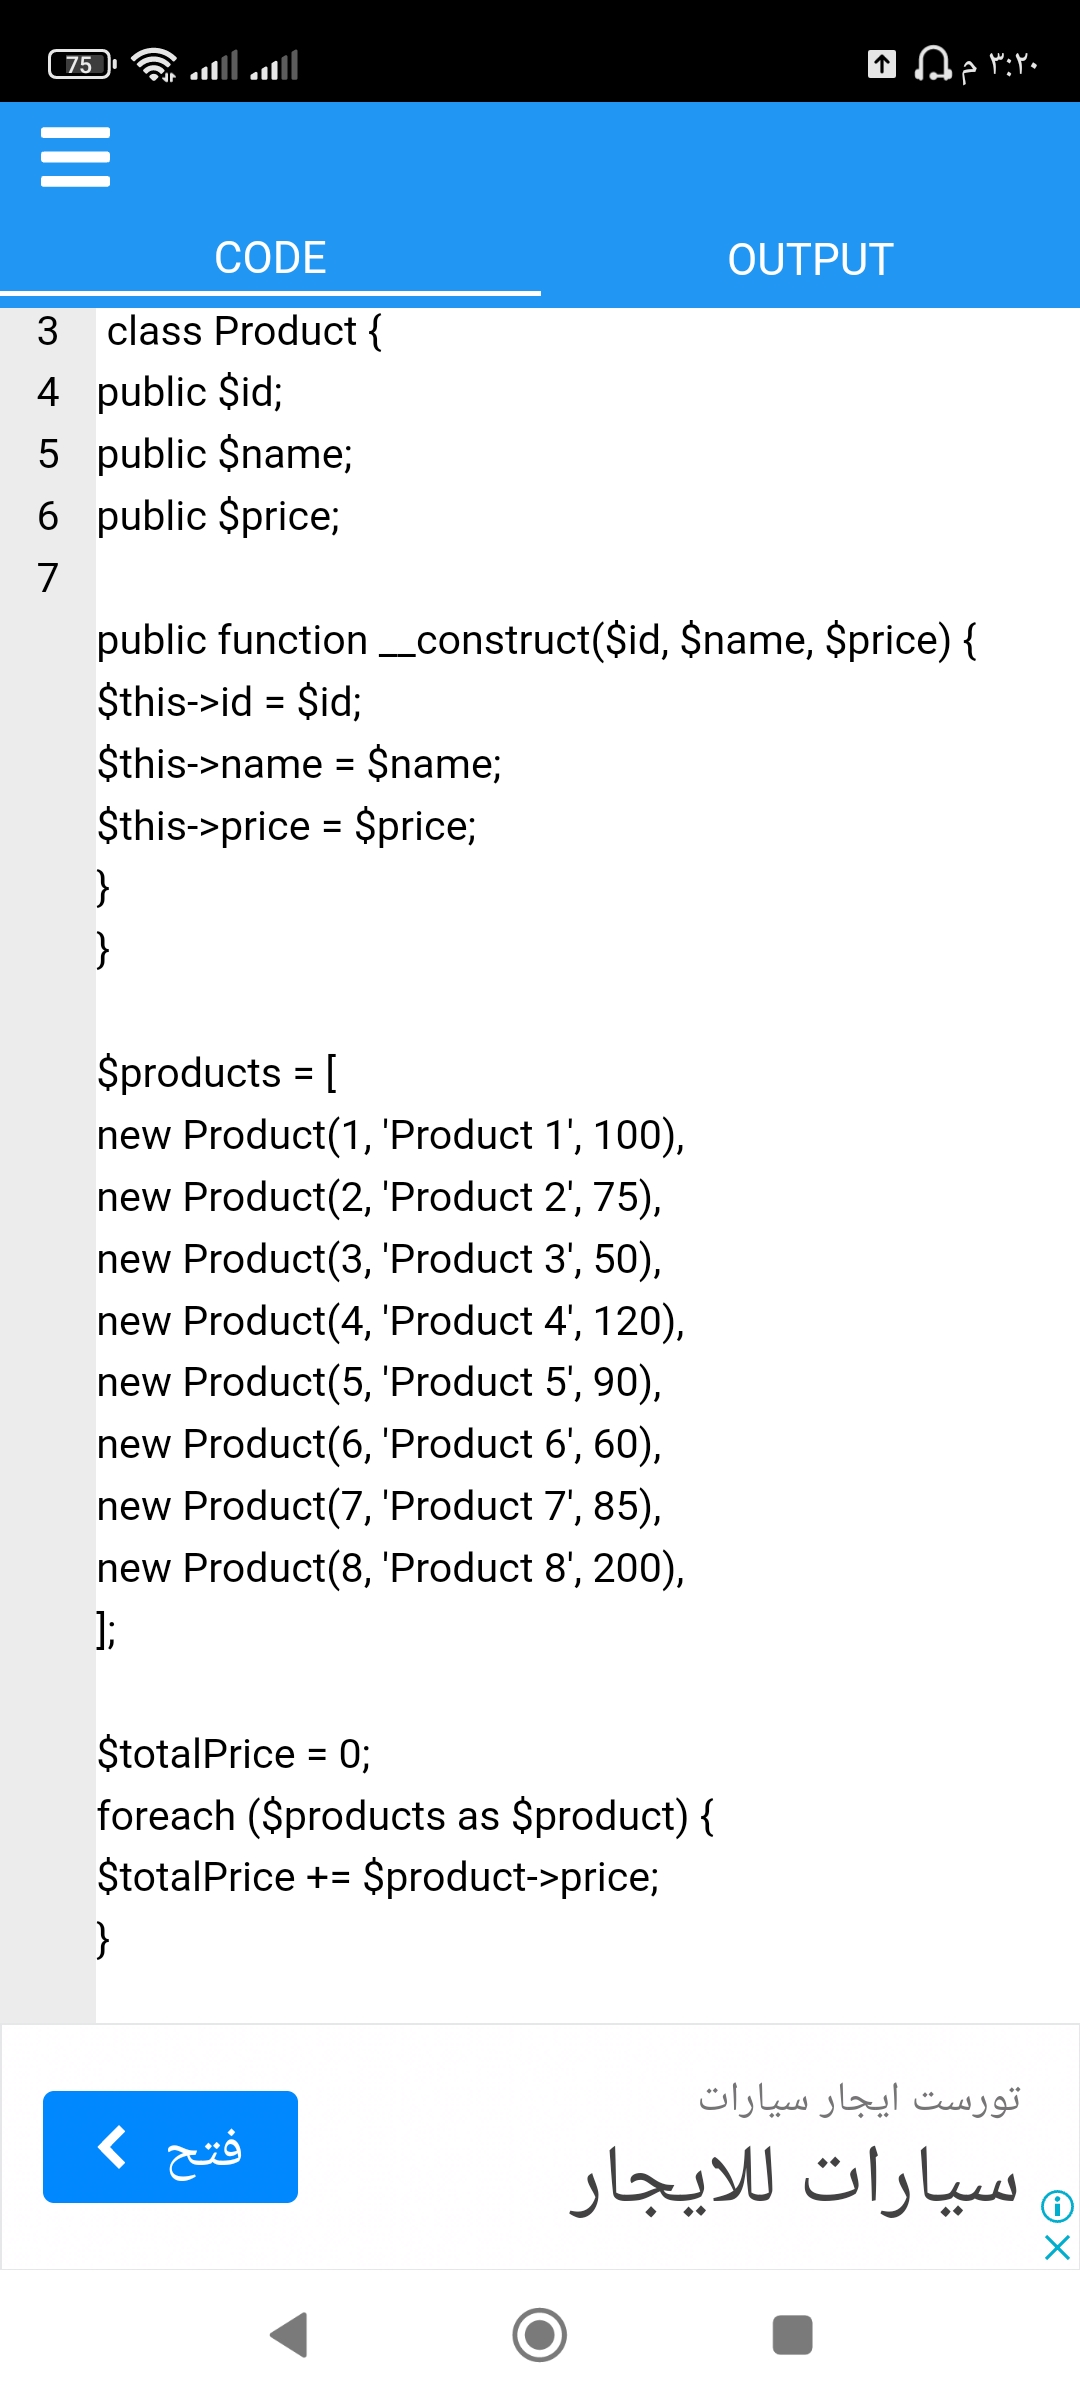 75
٣:٢٠ م
CODE
OUTPUT
3 class Product {
4 public $id;
5 public $name;
6 public $price;
7
public function __construct($id, $name, $price) {
$this->id = $id;
$this->name = $name;
$this->price = $price;
}
}
$products = [
new Product(1, 'Product 1', 100),
new Product(2, 'Product 2', 75),
new Product(3, 'Product 3', 50),
new Product(4, 'Product 4', 120),
new Product(5, 'Product 5', 90),
new Product(6, 'Product 6', 60),
new Product(7, 'Product 7', 85),
new Product(8, 'Product 8', 200),
];
$totalPrice = 0;
foreach ($products as $product) {
$totalPrice += $product->price;
}
تورست ايجار سيارات
سيارات للايجار
فتح